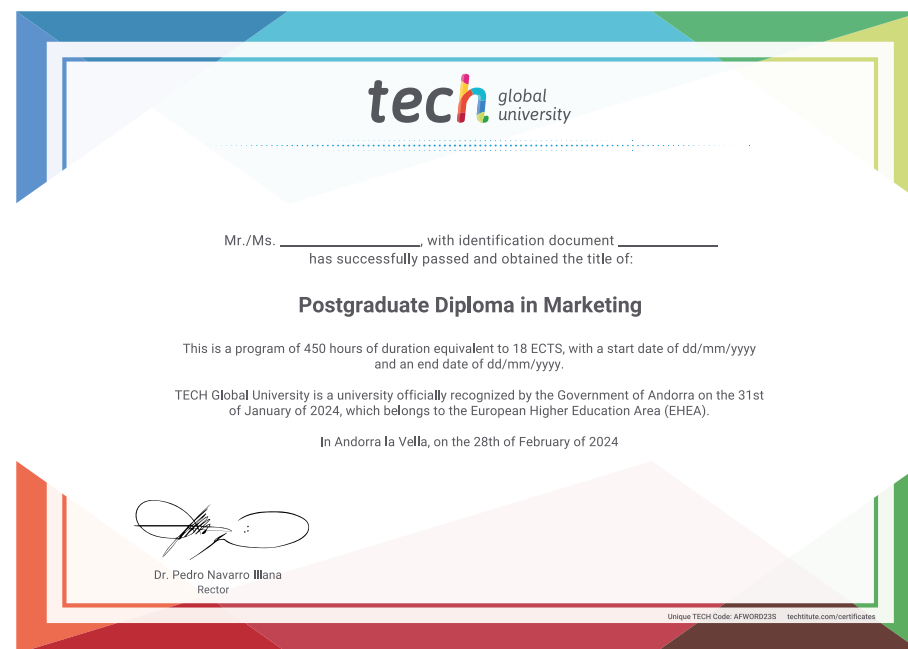 tech global university
Mr./Ms. ____________, with identification document ____________
has successfully passed and obtained the title of:
Postgraduate Diploma in Marketing
This is a program of 450 hours of duration equivalent to 18 ECTS, with a start date of dd/mm/yyyy
and an end date of dd/mm/yyyy.
TECH Global University is a university officially recognized by the Government of Andorra on the 31st
of January of 2024, which belongs to the European Higher Education Area (EHEA).
In Andorra la Vella, on the 28th of February of 2024
Dr. Pedro Navarro Illana
Rector
Unique TECH Code: AFWORD23S techtitute.com/certificates